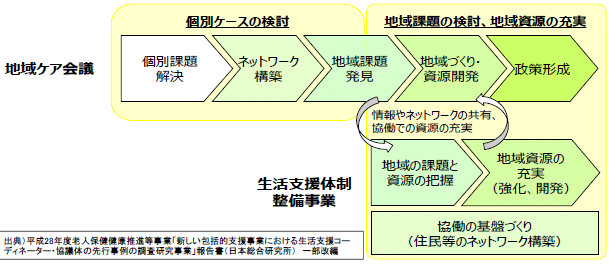 個別ケースの検討
地域課題の検討、地域資源の充実
地域ケア会議
個別課題
解決
ネットワーク
構築
地域課題
発見
地域づくり・
資源開発
政策形成
情報やネットワークの共有、
協働での資源の充実
生活支援体制
整備事業
地域の課題と
資源の把握
地域資源の
充実
(強化、開発)
協働の基盤づくり
(住民等のネットワーク構築)
出典)平成28年度老人保健健康推進等事業「新しい包括的支援事業における生活支援コー
ディネーター・協議体の先行事例の調査研究事業」報告書(日本総合研究所) 一部改編